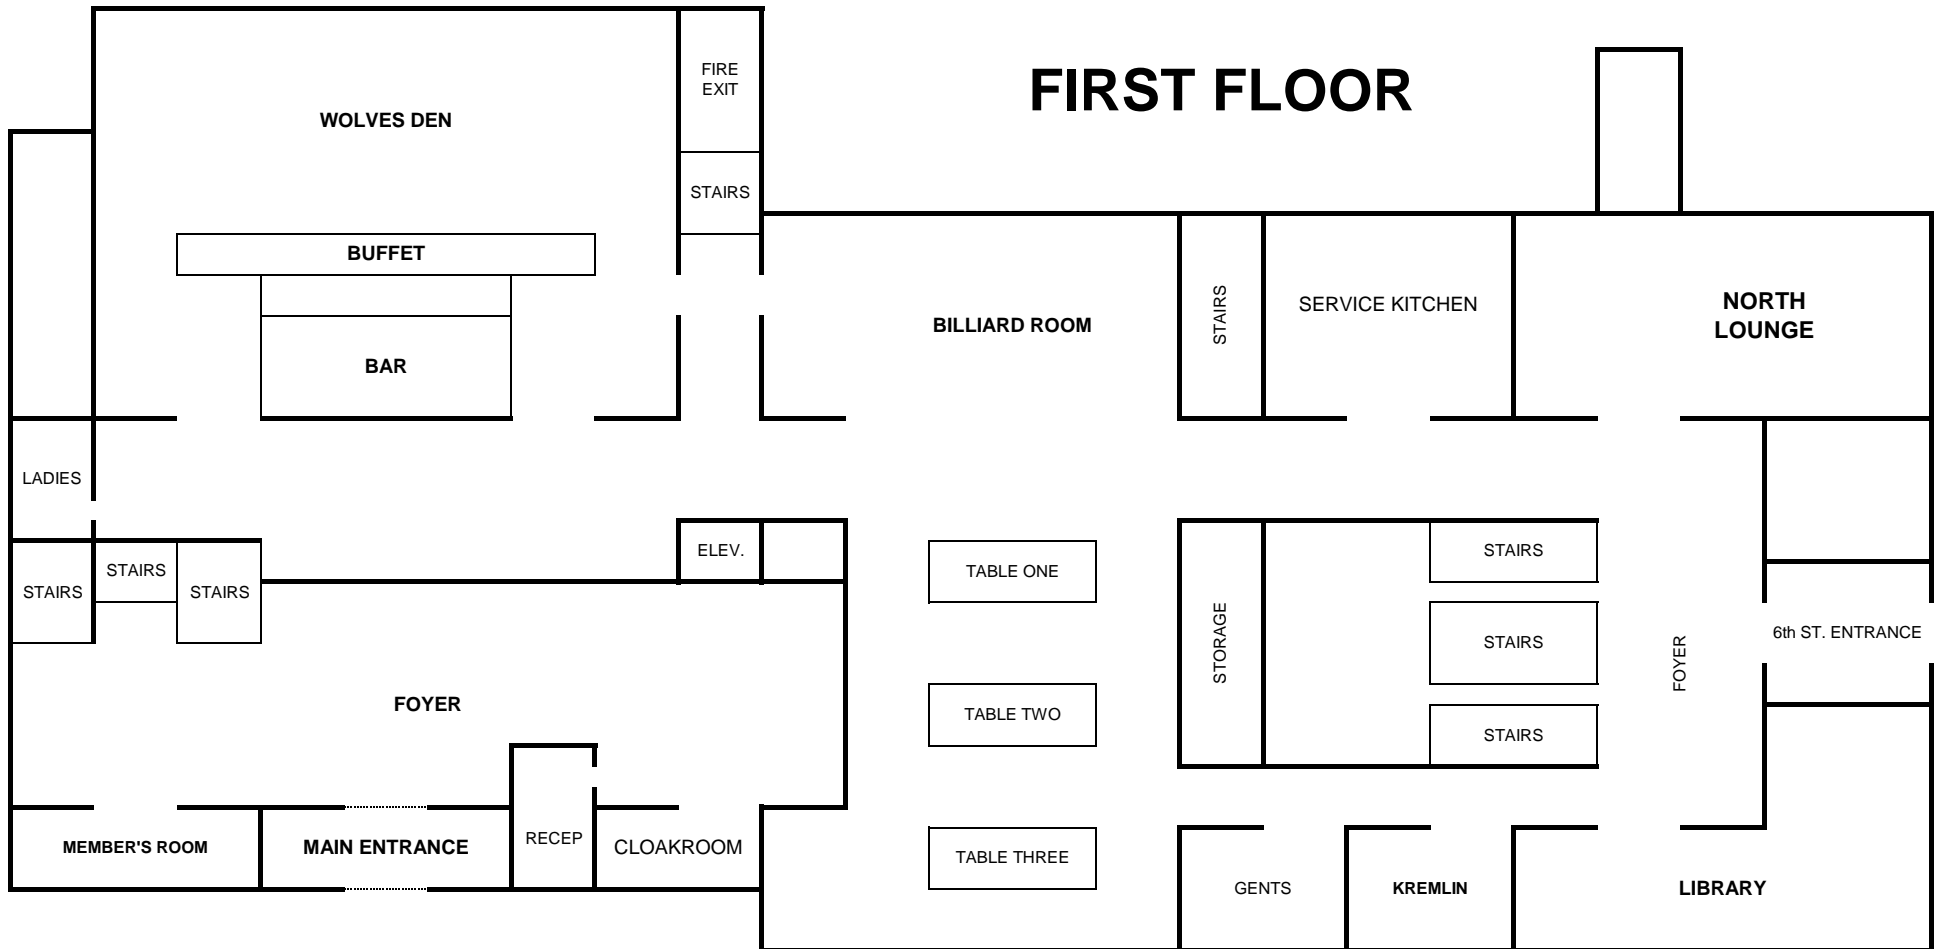 FIRST FLOOR
FIRE
EXIT
WOLVES DEN
STAIRS
BUFFET
BAR
BILLIARD ROOM
STAIRS
SERVICE KITCHEN
NORTH
LOUNGE
LADIES
STAIRS
STAIRS
STAIRS
ELEV.
TABLE ONE
STAIRS
STORAGE
STAIRS
FOYER
6th ST. ENTRANCE
FOYER
TABLE TWO
STAIRS
MEMBER'S ROOM
MAIN ENTRANCE
RECEP
CLOAKROOM
TABLE THREE
GENTS
KREMLIN
LIBRARY